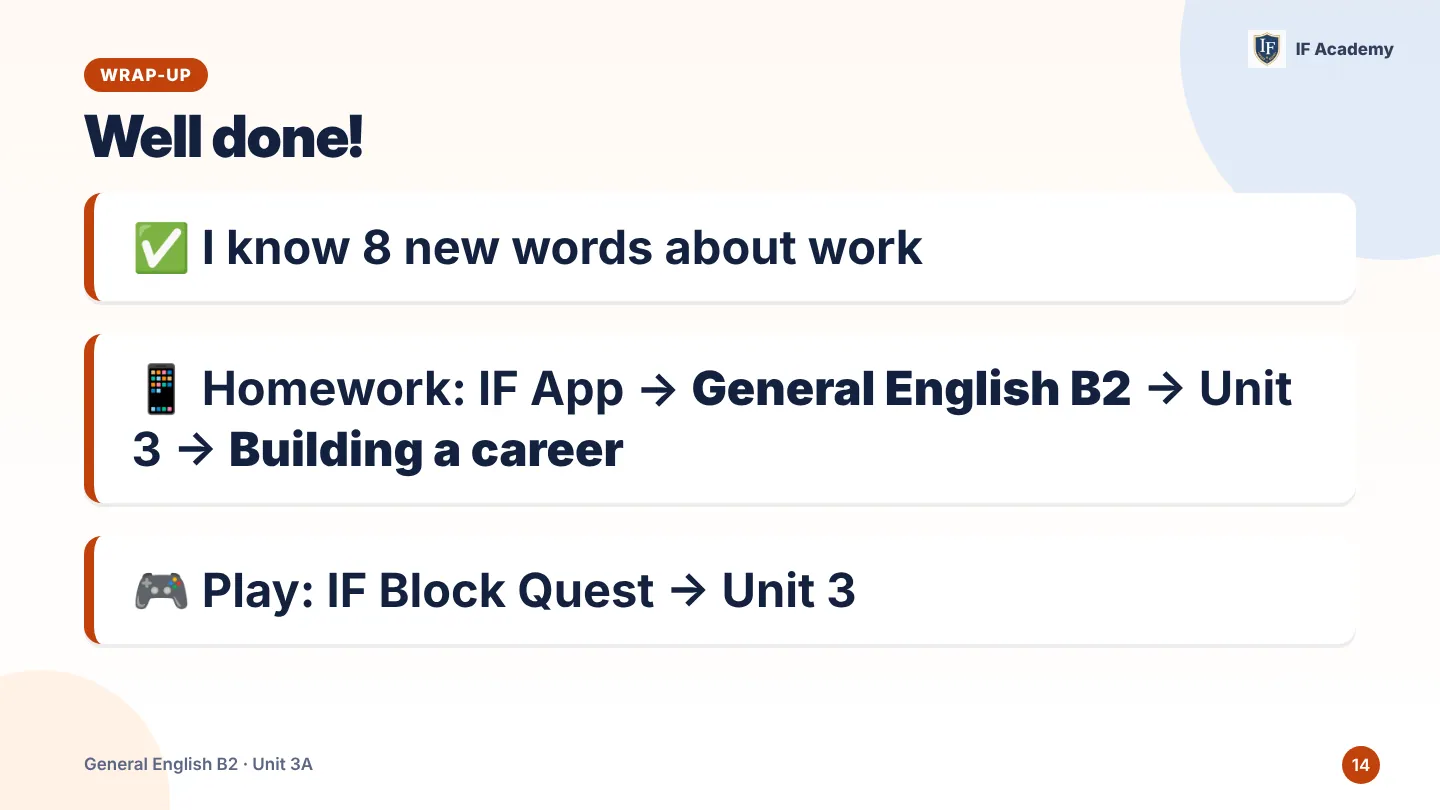 IF Academy
WRAP-UP
Well done!
✅ I know 8 new words about work
📱 Homework: IF App → General English B2 → Unit
3 → Building a career
🎮 Play: IF Block Quest → Unit 3
General English B2 · Unit 3A
14